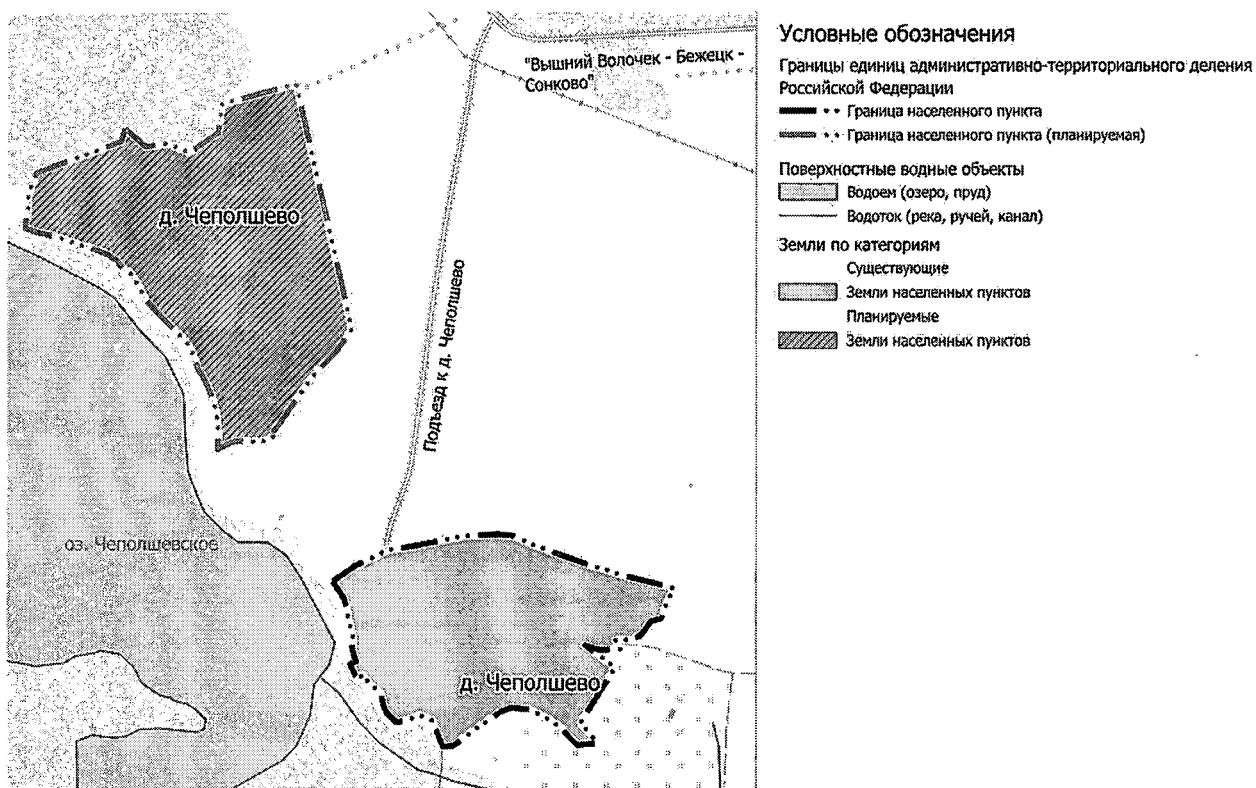 "Вышний Волочек - Бежецк -
Сонково"
д. Чеполшево
Подъезд к д. Чеполшево
оз. Чеполшевское
д. Чеполшево
Условные обозначения
Границы единиц административно-территориального деления
Российской Федерации
Граница населенного пункта
Граница населенного пункта (планируемая)
Поверхностные водные объекты
Водоем (озеро, пруд)
Водоток (река, ручей, канал)
Земли по категориям
Существующие
Земли населенных пунктов
Планируемые
Земли населенных пунктов